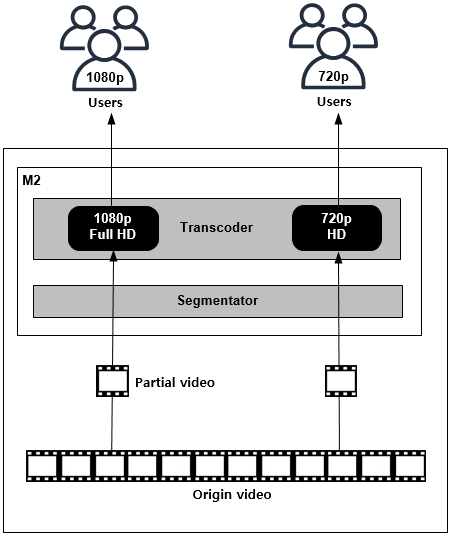 1080p
720p
Users
Users
M2
1080p
Full HD
Transcoder
720p
HD
Segmentator
Partial video
Origin video